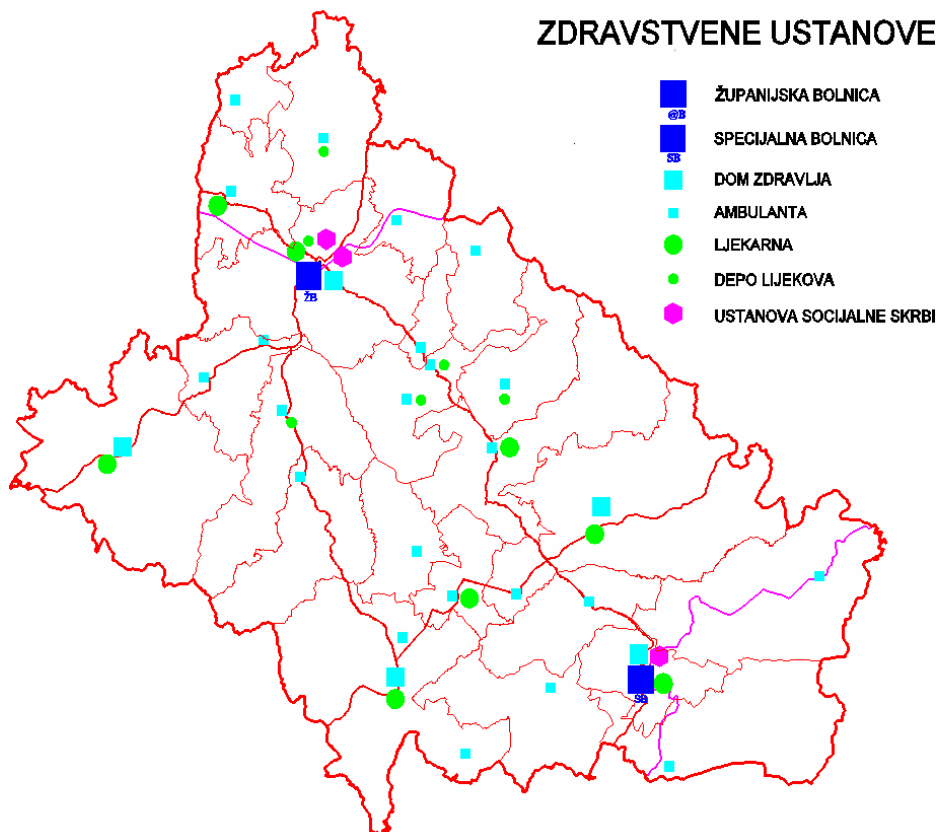 ZDRAVSTVENE USTANOVE
ŽUPANIJSKA BOLNICA
@B
SPECIJALNA BOLNICA
SB
DOM ZDRAVLJA
AMBULANTA
LJEKARNA
DEPO LIJEKOVA
USTANOVA SOCIJALNE SKRBI
ŽB
SB